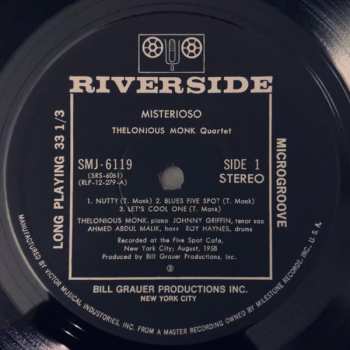 RIVERSIDE
MISTERIOSO
THELONIOUS MONK Quartet
LONG PLAYING 33 1/3
MICROGROOVE
SMJ-6119
(SRS-6061)
(RLP-12-279-A)
SIDE 1
STEREO
1. NUTTY (T. Monk) 2. BLUES FIVE SPOT (T. Monk)
3. LET'S COOL ONE (T. Monk)
THELONIOUS MONK, piano JOHNNY GRIFFIN, tenor sax
AHMED ABDUL MALIK, bass ROY HAYNES, drums
Recorded at the Five Spot Cafe,
New York City; August, 1958
Produced by Bill Grauer Productions, Inc.
BILL GRAUER PRODUCTIONS INC.
NEW YORK CITY
MANUFACTURED BY VICTOR MUSICAL INDUSTRIES, INC. FROM A MASTER RECORDING OWNED BY MILESTONE RECORDS, INC., U.S.A.